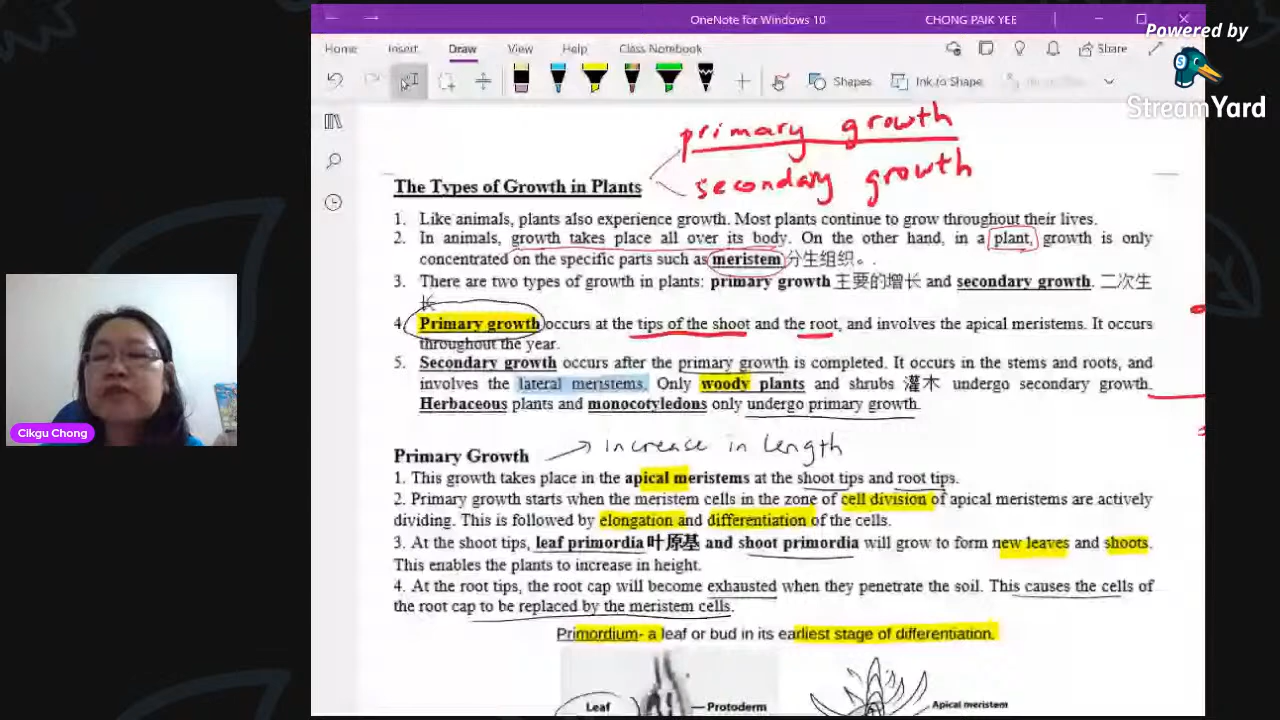 OneNote for Windows 10
CHONG PAIK YEE
Powered by
StreamYard
Home Insert Draw View Help Class Notebook
Share
Shapes
Ink to Shape
primary growth
secondary growth
The Types of Growth in Plants
1. Like animals, plants also experience growth. Most plants continue to grow throughout their lives.
2. In animals, growth takes place all over its body. On the other hand, in a plant, growth is only
concentrated on the specific parts such as meristem 分生组织。.
3. There are two types of growth in plants: primary growth 主要的增长 and secondary growth. 二次生
长
4. Primary growth occurs at the tips of the shoot and the root, and involves the apical meristems. It occurs
throughout the year.
5. Secondary growth occurs after the primary growth is completed. It occurs in the stems and roots, and
involves the lateral meristems. Only woody plants and shrubs 灌木 undergo secondary growth.
Herbaceous plants and monocotyledons only undergo primary growth.
Primary Growth
increase in length
1. This growth takes place in the apical meristems at the shoot tips and root tips.
2. Primary growth starts when the meristem cells in the zone of cell division of apical meristems are actively
dividing. This is followed by elongation and differentiation of the cells.
3. At the shoot tips, leaf primordia 叶原基 and shoot primordia will grow to form new leaves and shoots.
This enables the plants to increase in height.
4. At the root tips, the root cap will become exhausted when they penetrate the soil. This causes the cells of
the root cap to be replaced by the meristem cells.
Primordium- a leaf or bud in its earliest stage of differentiation.
Leaf
Protoderm
Apical meristem
Cikgu Chong